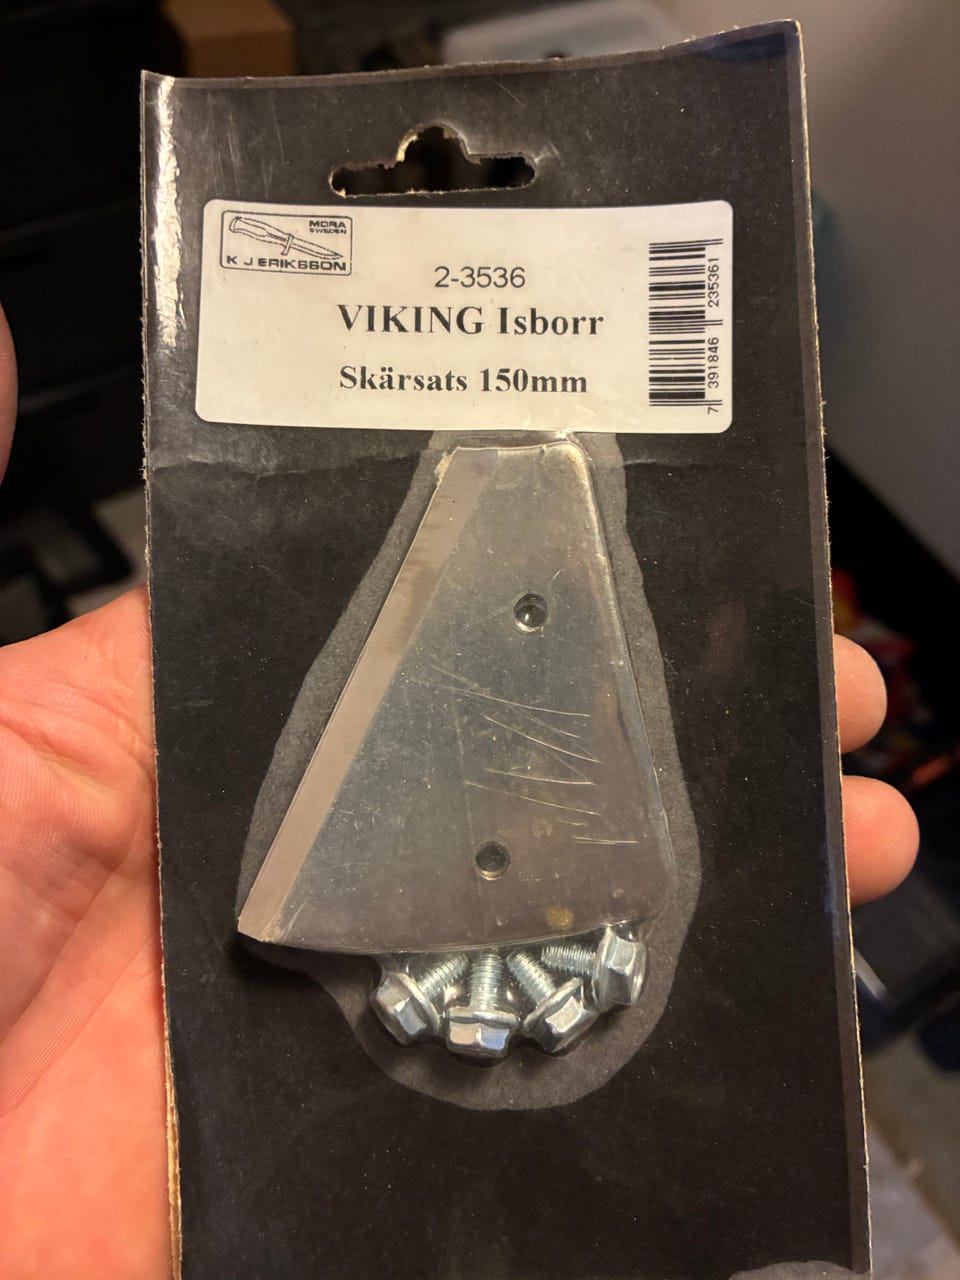 MORA
SWEDEN
K J ERIKSSON
2-3536
VIKING Isborr
Skärsats 150mm
7 391846 235361